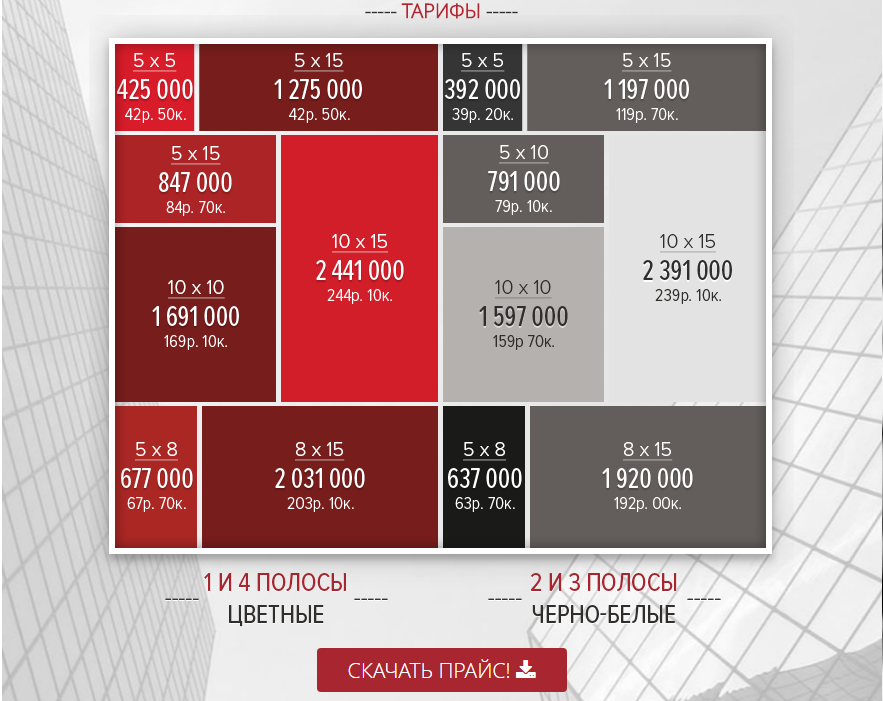 ----- ТАРИФЫ -----
5 x 5
425 000
42р. 50к.
5 x 15
1 275 000
42р. 50к.
5 x 5
392 000
39р. 20к.
5 x 15
1 197 000
119р. 70к.
5 x 15
847 000
84р. 70к.
10 x 15
2 441 000
244р. 10к.
5 x 10
791 000
79р. 10к.
10 x 15
2 391 000
239р. 10к.
10 x 10
1 691 000
169р. 10к.
10 x 10
1 597 000
159р 70к.
5 x 8
677 000
67р. 70к.
8 x 15
2 031 000
203р. 10к.
5 x 8
637 000
63р. 70к.
8 x 15
1 920 000
192р. 00к.
----- 1 И 4 ПОЛОСЫ -----
ЦВЕТНЫЕ
----- 2 И 3 ПОЛОСЫ -----
ЧЕРНО-БЕЛЫЕ
СКАЧАТЬ ПРАЙС!